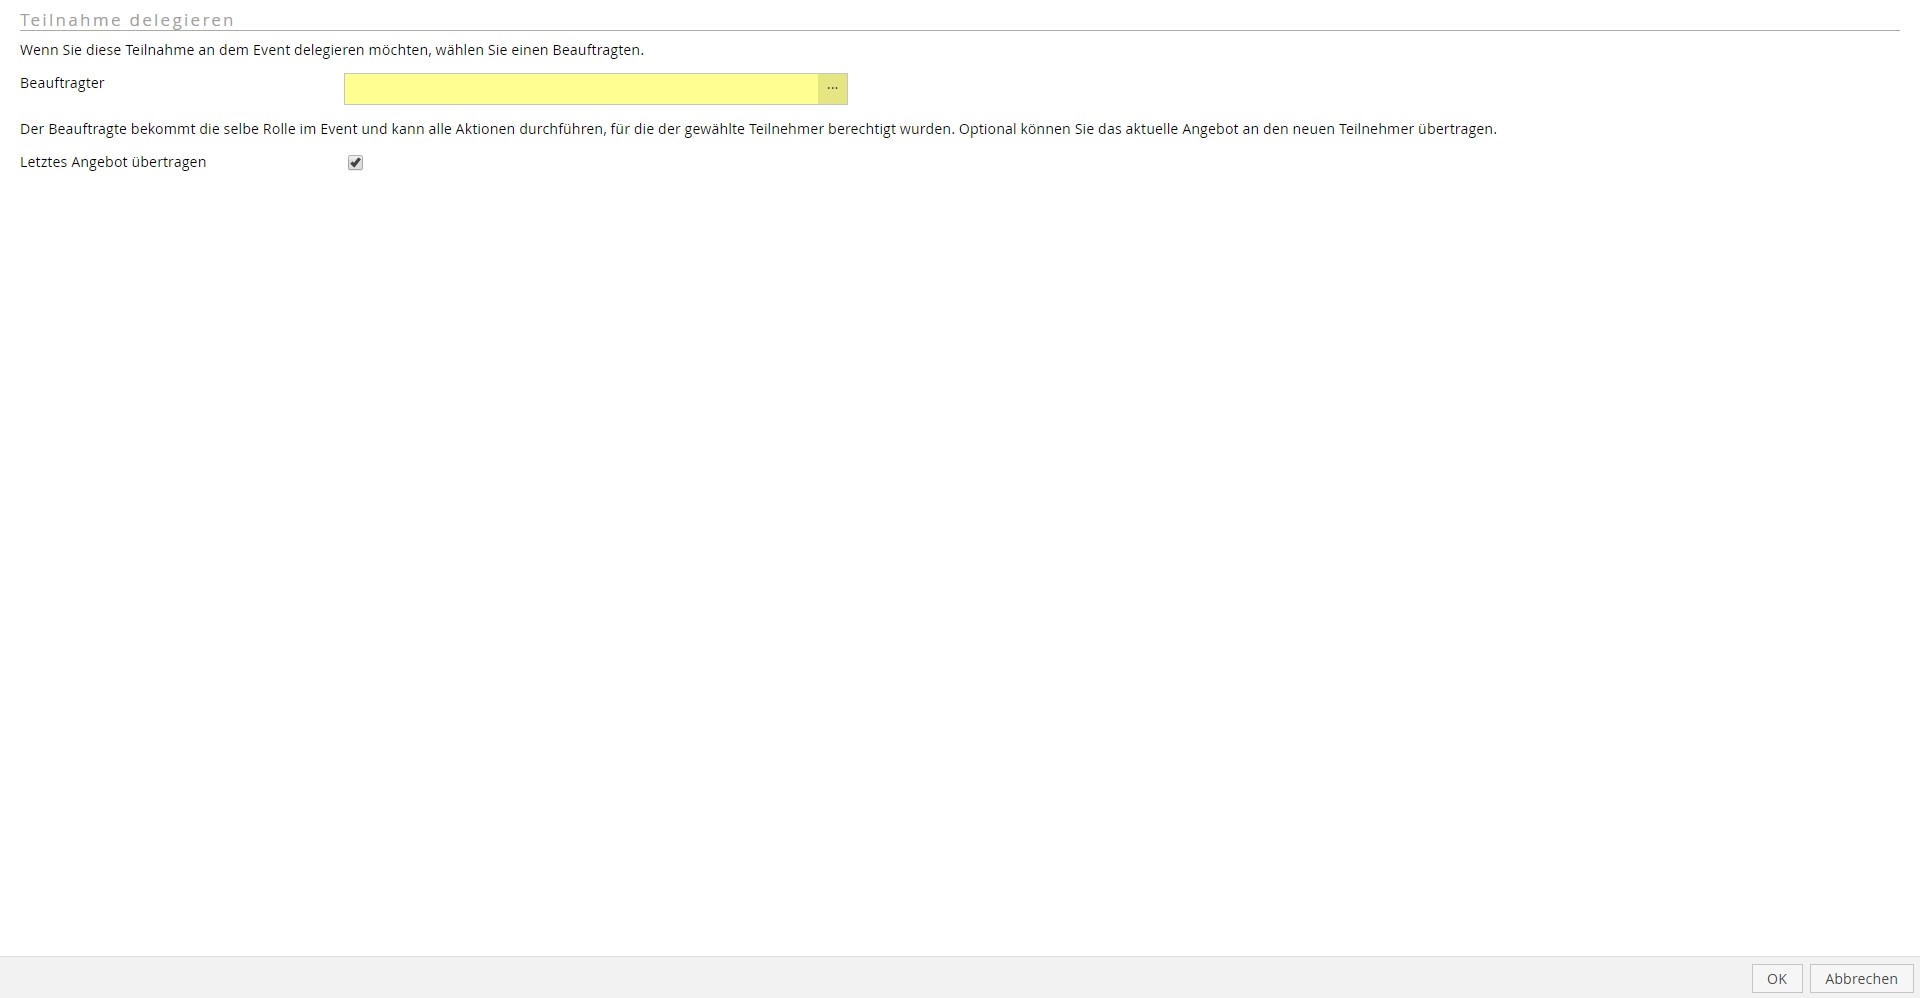 Teilnahme delegieren
Wenn Sie diese Teilnahme an dem Event delegieren möchten, wählen Sie einen Beauftragten.
Beauftragter
...
Der Beauftragte bekommt die selbe Rolle im Event und kann alle Aktionen durchführen, für die der gewählte Teilnehmer berechtigt wurden. Optional können Sie das aktuelle Angebot an den neuen Teilnehmer übertragen.
Letztes Angebot übertragen
OK Abbrechen